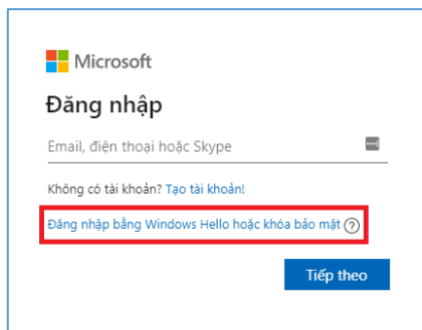 Microsoft
Đăng nhập
Email, điện thoại hoặc Skype
Không có tài khoản? Tạo tài khoản!
Đăng nhập bằng Windows Hello hoặc khóa bảo mật ?
Tiếp theo